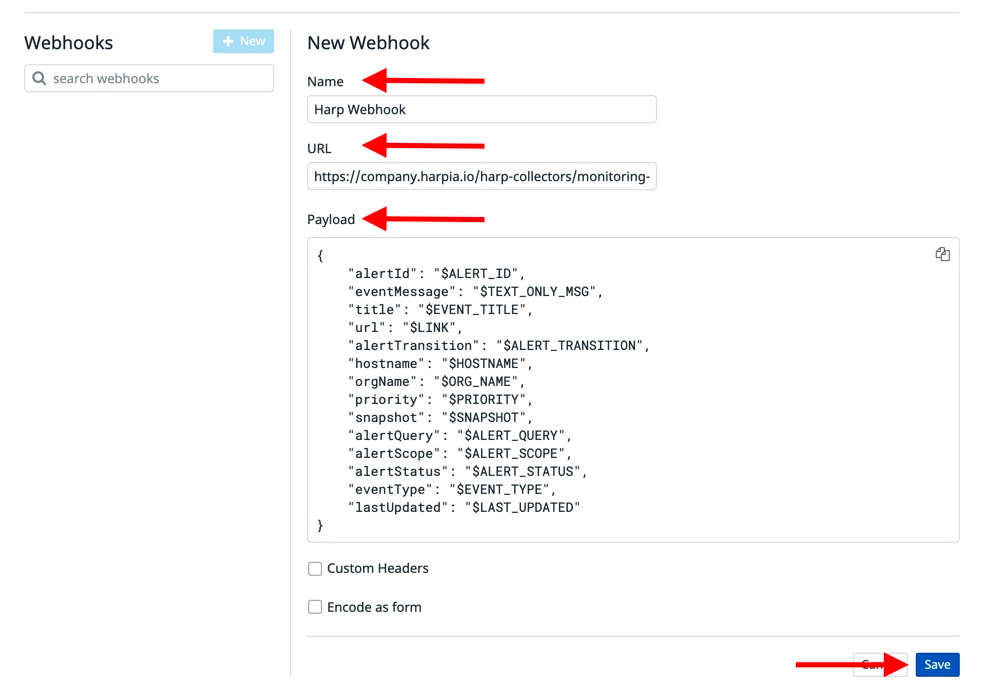 Webhooks
New
search webhooks
New Webhook
Name
Harp Webhook
URL
https://company.harpia.io/harp-collectors/monitoring-
Payload
{
    "alertId": "$ALERT_ID",
    "eventMessage": "$TEXT_ONLY_MSG",
    "title": "$EVENT_TITLE",
    "url": "$LINK",
    "alertTransition": "$ALERT_TRANSITION",
    "hostname": "$HOSTNAME",
    "orgName": "$ORG_NAME",
    "priority": "$PRIORITY",
    "snapshot": "$SNAPSHOT",
    "alertQuery": "$ALERT_QUERY",
    "alertScope": "$ALERT_SCOPE",
    "alertStatus": "$ALERT_STATUS",
    "eventType": "$EVENT_TYPE",
    "lastUpdated": "$LAST_UPDATED"
}
Custom Headers
Encode as form
Save